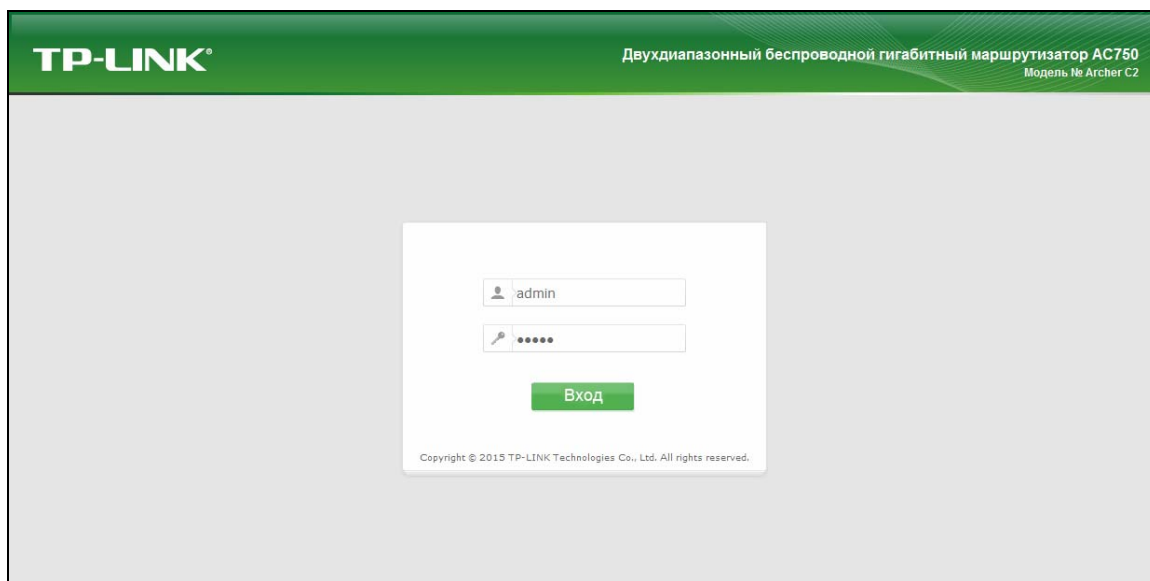 TP-LINK®
Двухдиапазонный беспроводной гигабитный маршрутизатор AC750
Модель № Archer C2
admin
•••••
Вход
Copyright © 2015 TP-LINK Technologies Co., Ltd. All rights reserved.